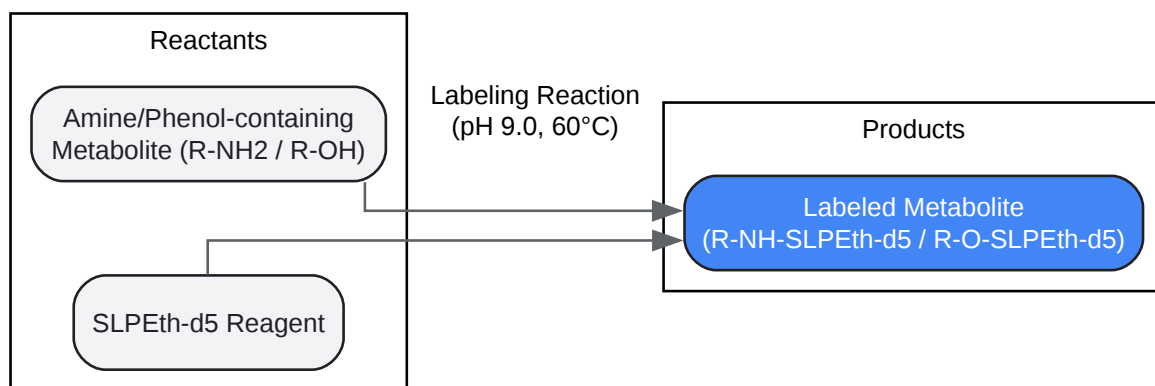 Reactants
Amine/Phenol-containing
Metabolite (R-NH2 / R-OH)
SLPEth-d5 Reagent
Labeling Reaction
(pH 9.0, 60°C)
Products
Labeled Metabolite
(R-NH-SLPEth-d5 / R-O-SLPEth-d5)